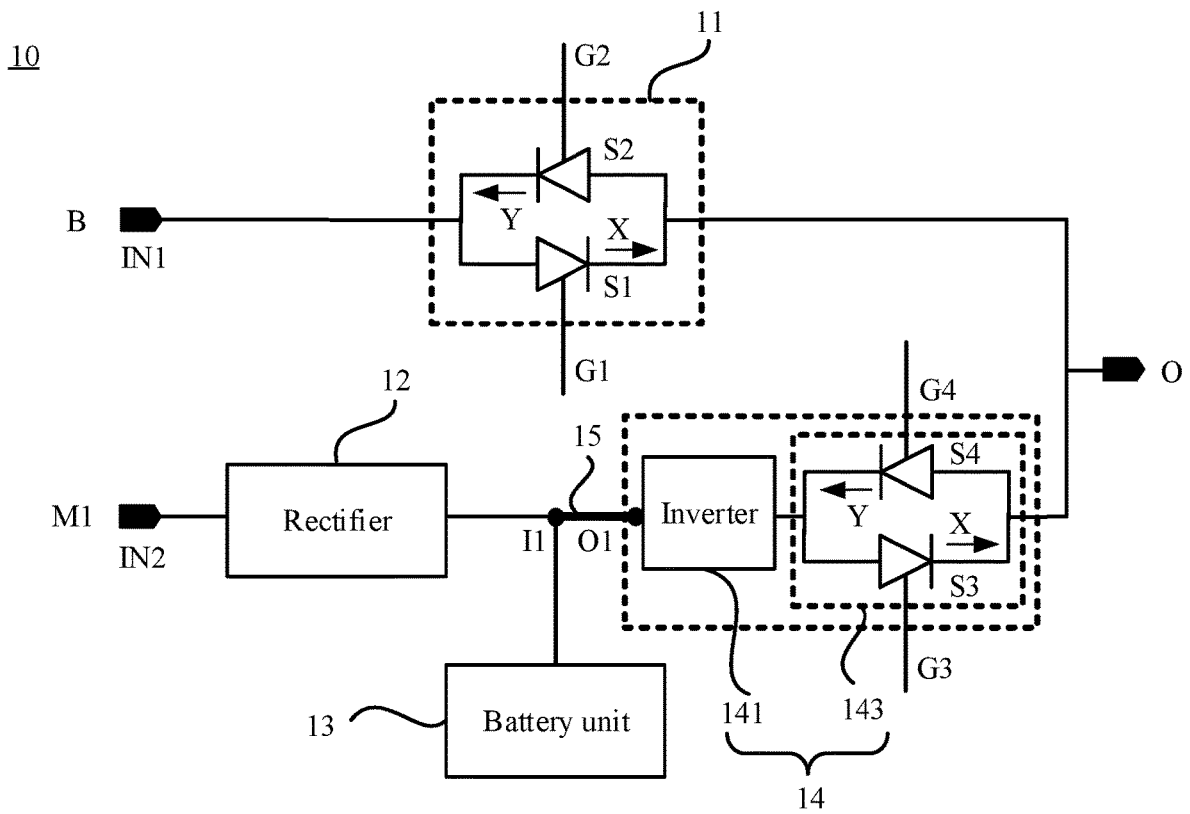 10
11
G2
S2
Y
X
S1
B
IN1
G1
O
12
15
G4
S4
Y
X
S3
M1
IN2
Rectifier
I1
O1
Inverter
G3
13
Battery unit
141
143
14